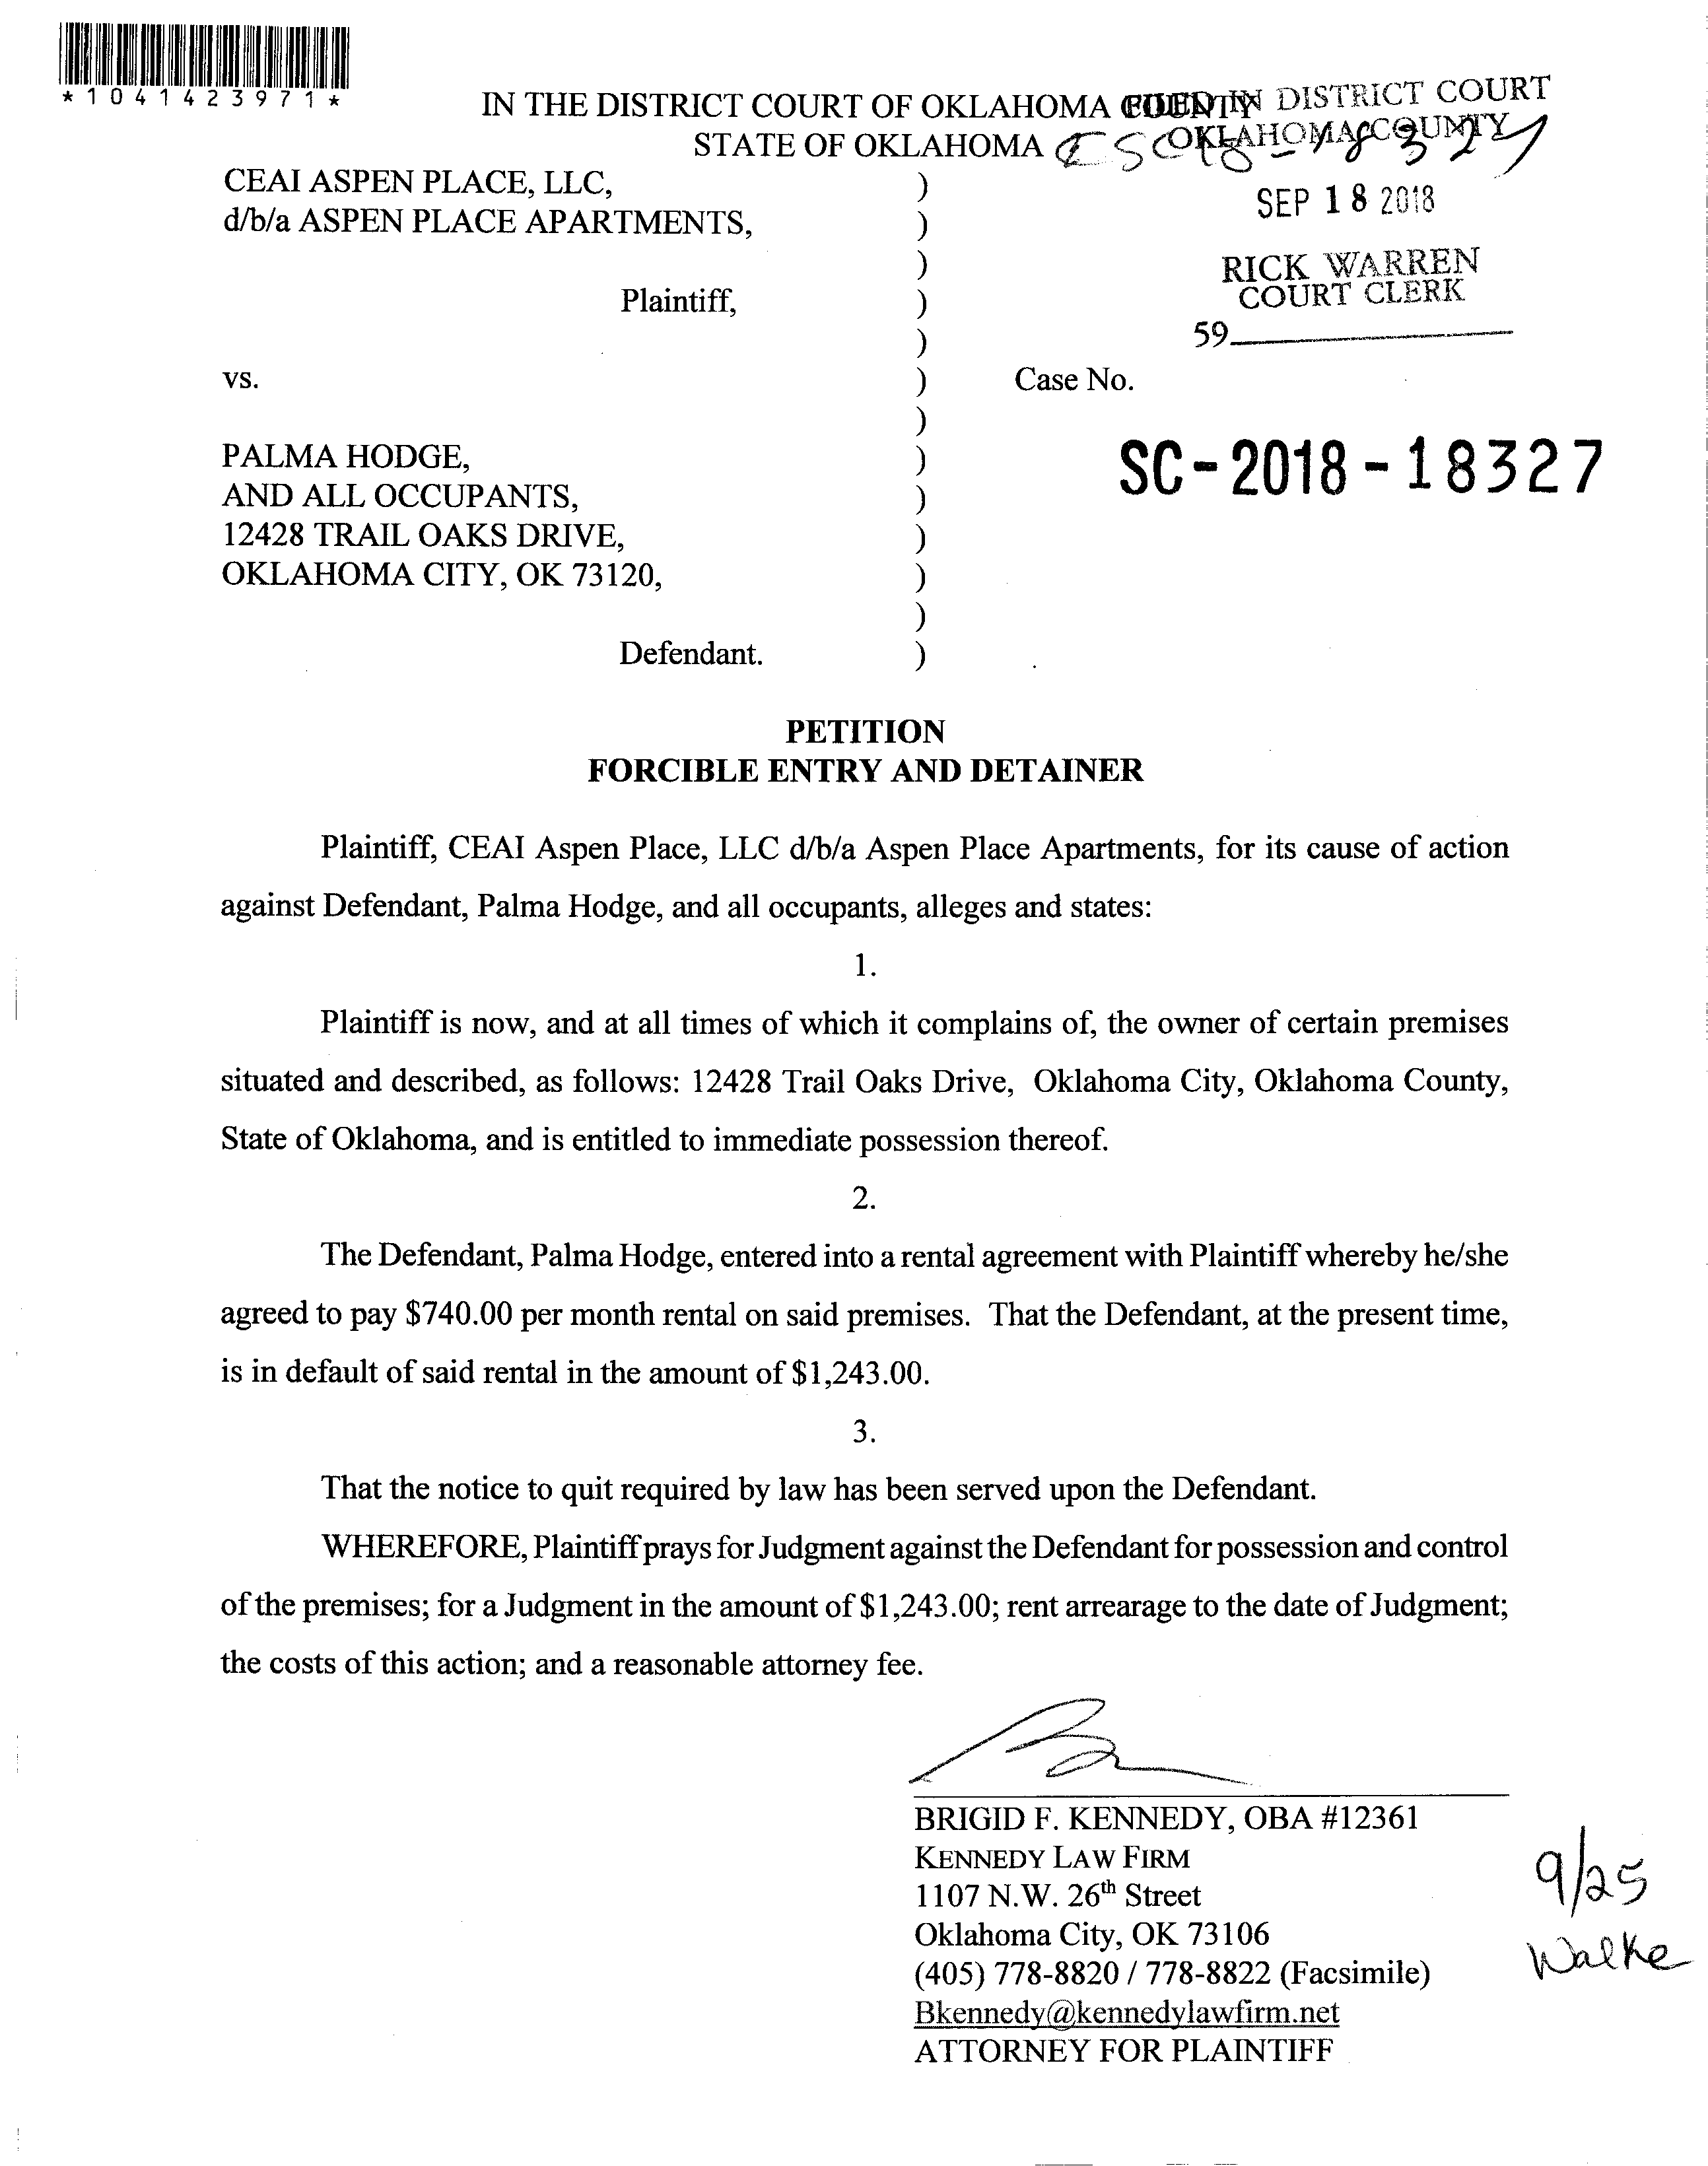 *1041423971*
IN THE DISTRICT COURT OF OKLAHOMA COUNTY
STATE OF OKLAHOMA
FILED IN DISTRICT COURT
OKLAHOMA COUNTY
SEP 18 2018
RICK WARREN
COURT CLERK
59
CEAI ASPEN PLACE, LLC, )
d/b/a ASPEN PLACE APARTMENTS, )
)
Plaintiff, )
)
vs. ) Case No.
)
SC-2018-18327
PALMA HODGE, )
AND ALL OCCUPANTS, )
12428 TRAIL OAKS DRIVE, )
OKLAHOMA CITY, OK 73120, )
)
Defendant. )
PETITION
FORCIBLE ENTRY AND DETAINER
Plaintiff, CEAI Aspen Place, LLC d/b/a Aspen Place Apartments, for its cause of action
against Defendant, Palma Hodge, and all occupants, alleges and states:
1.
Plaintiff is now, and at all times of which it complains of, the owner of certain premises
situated and described, as follows: 12428 Trail Oaks Drive, Oklahoma City, Oklahoma County,
State of Oklahoma, and is entitled to immediate possession thereof.
2.
The Defendant, Palma Hodge, entered into a rental agreement with Plaintiff whereby he/she
agreed to pay $740.00 per month rental on said premises. That the Defendant, at the present time,
is in default of said rental in the amount of $1,243.00.
3.
That the notice to quit required by law has been served upon the Defendant.
WHEREFORE, Plaintiff prays for Judgment against the Defendant for possession and control
of the premises; for a Judgment in the amount of $1,243.00; rent arrearage to the date of Judgment;
the costs of this action; and a reasonable attorney fee.
BRIGID F. KENNEDY, OBA #12361
KENNEDY LAW FIRM
1107 N.W. 26th Street
Oklahoma City, OK 73106
(405) 778-8820 / 778-8822 (Facsimile)
Bkennedy@kennedylawfirm.net
ATTORNEY FOR PLAINTIFF
9/25
Walke